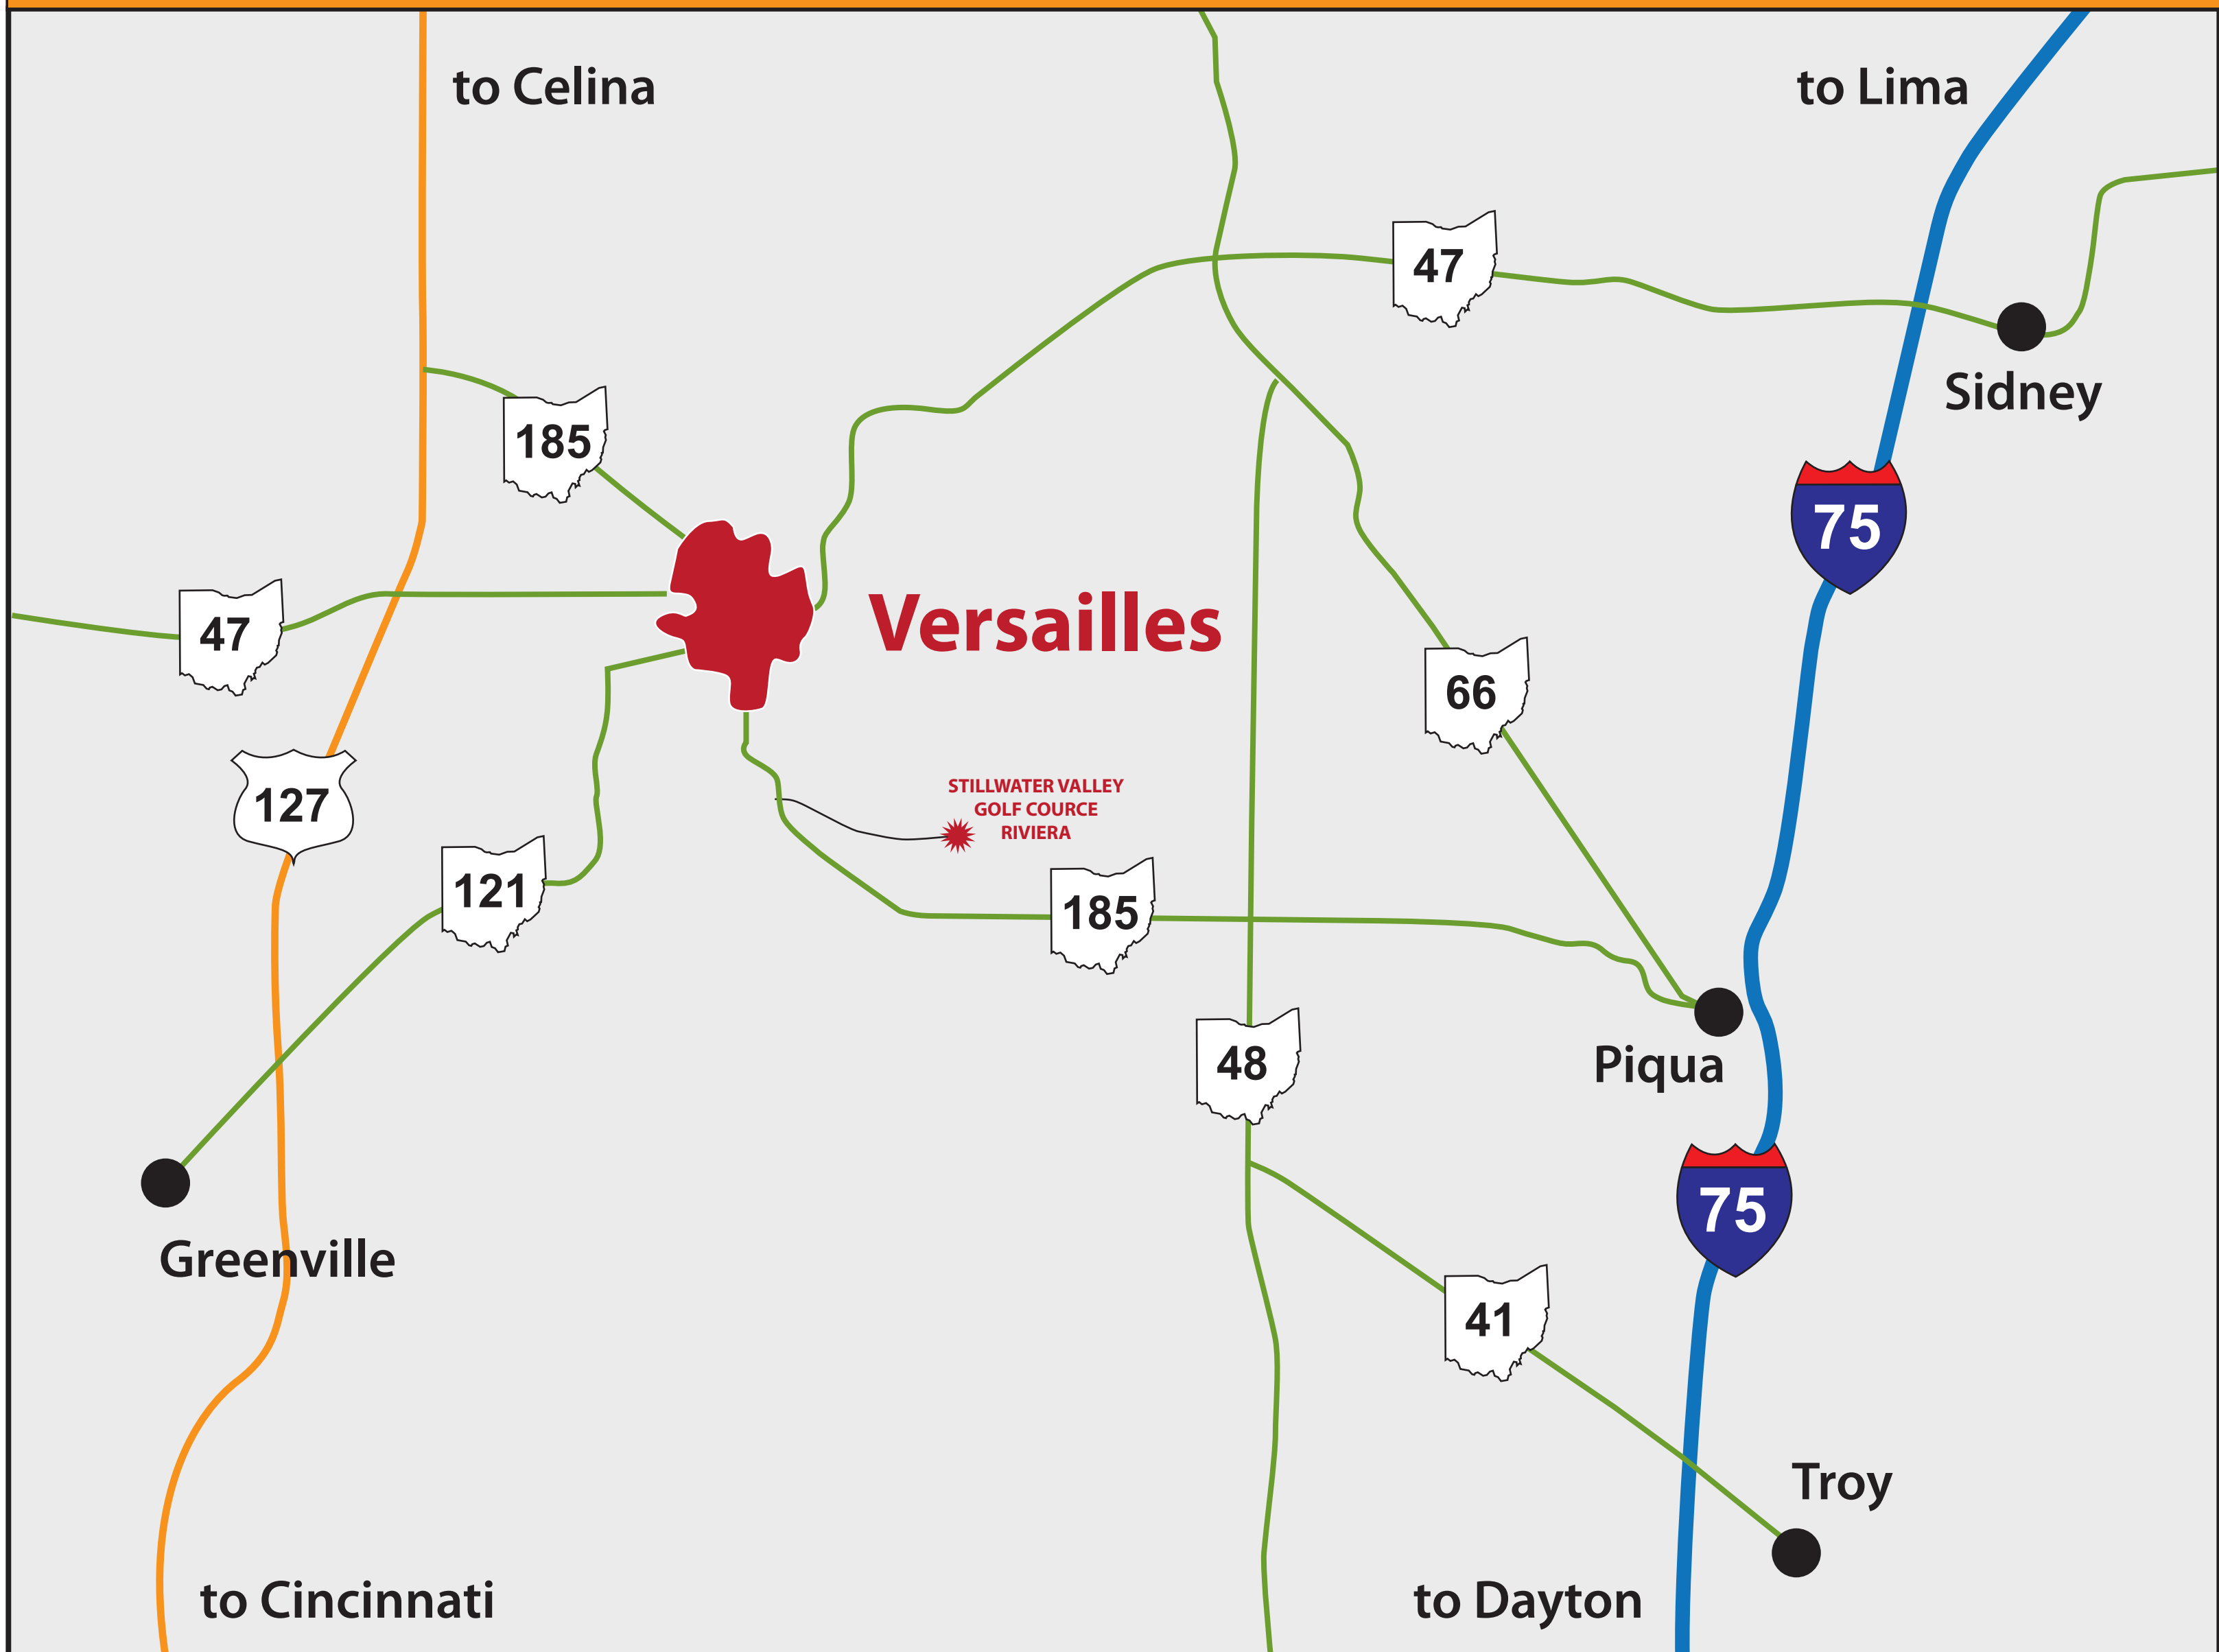 to Celina
to Lima
47
Sidney
185
75
47
Versailles
66
127
STILLWATER VALLEY
GOLF COURCE
RIVIERA
121
185
48
Piqua
75
Greenville
41
Troy
to Cincinnati
to Dayton